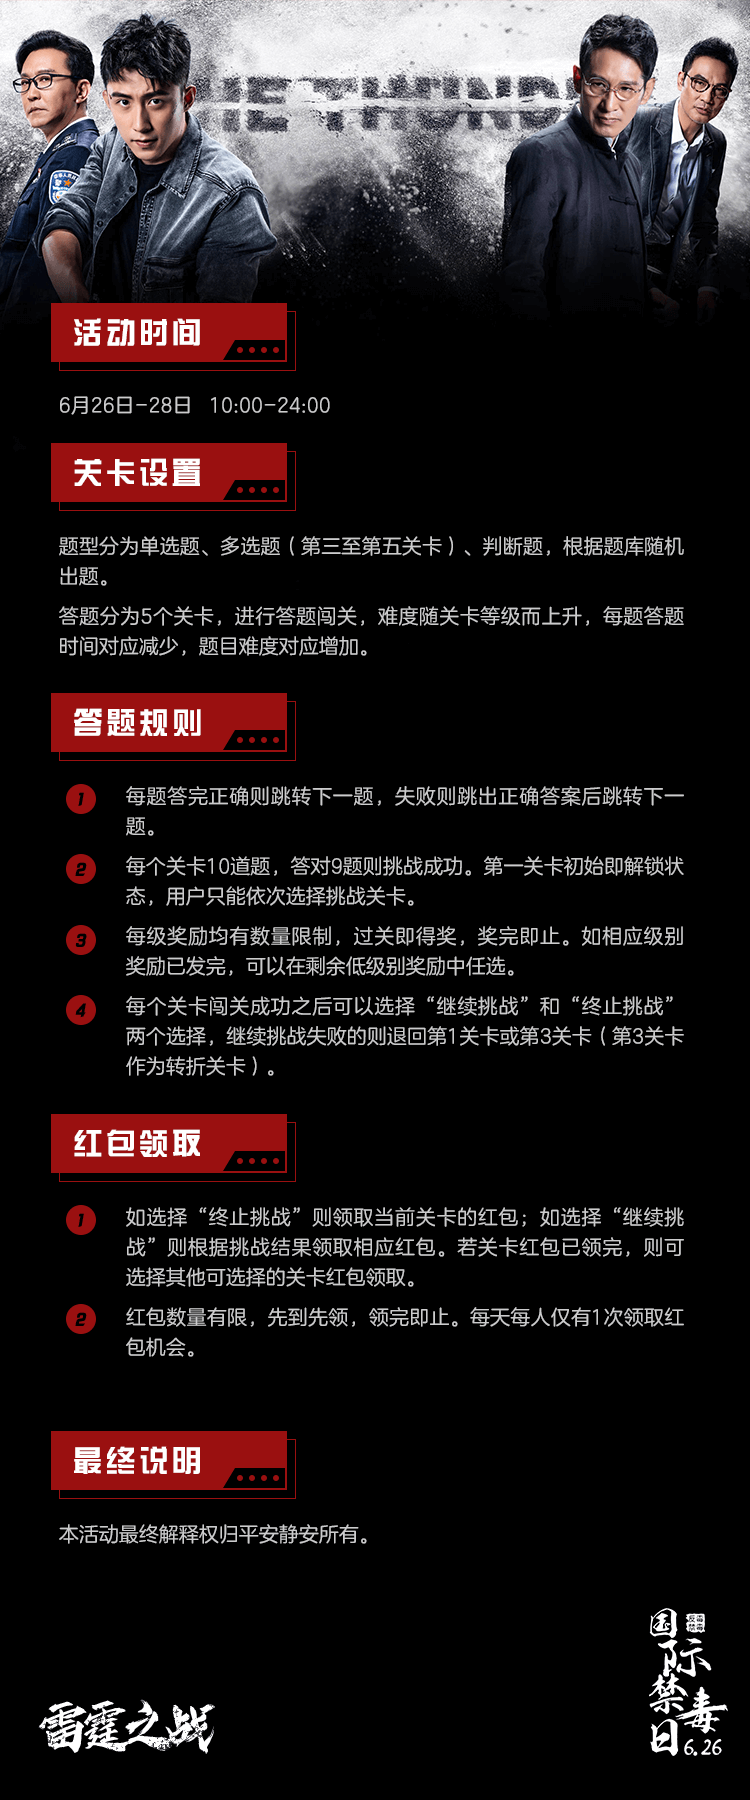 THE THUND
活动时间
6月26日-28日 10:00-24:00
关卡设置
题型分为单选题、多选题（第三至第五关卡）、判断题，根据题库随机
出题。
答题分为5个关卡，进行答题闯关，难度随关卡等级而上升，每题答题
时间对应减少，题目难度对应增加。
答题规则
1 每题答完正确则跳转下一题，失败则跳出正确答案后跳转下一
题。
2 每个关卡10道题，答对9题则挑战成功。第一关卡初始即解锁状
态，用户只能依次选择挑战关卡。
3 每级奖励均有数量限制，过关即得奖，奖完即止。如相应级别
奖励已发完，可以在剩余低级别奖励中任选。
4 每个关卡闯关成功之后可以选择“继续挑战”和“终止挑战”
两个选择，继续挑战失败的则退回第1关卡或第3关卡（第3关卡
作为转折关卡）。
红包领取
1 如选择“终止挑战”则领取当前关卡的红包；如选择“继续挑
战”则根据挑战结果领取相应红包。若关卡红包已领完，则可
选择其他可选择的关卡红包领取。
2 红包数量有限，先到先领，领完即止。每天每人仅有1次领取红
包机会。
最终说明
本活动最终解释权归平安静安所有。
国际禁毒日
6.26
雷霆之战